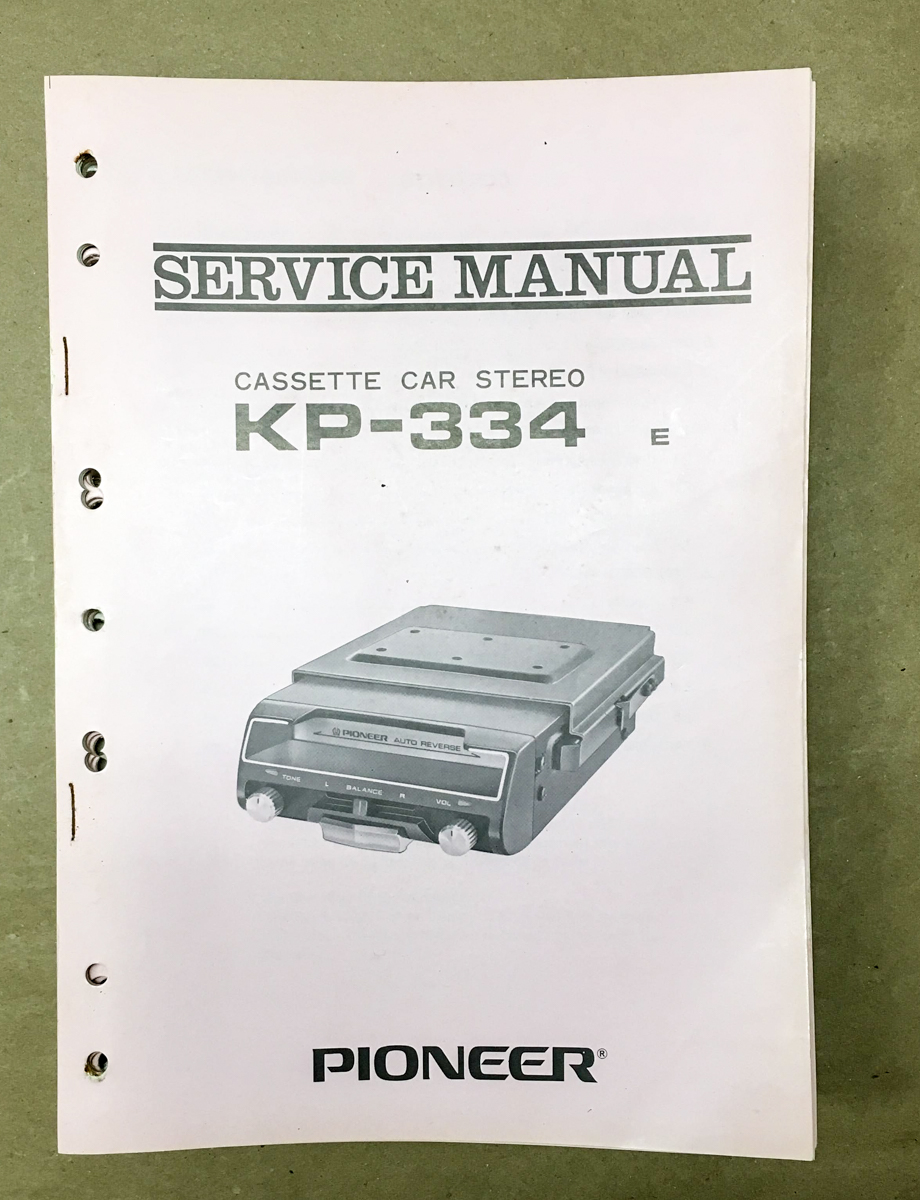 SERVICE MANUAL
CASSETTE CAR STEREO
KP-334 E
PIONEER AUTO REVERSE
TONE L BALANCE R VOL
PIONEER®